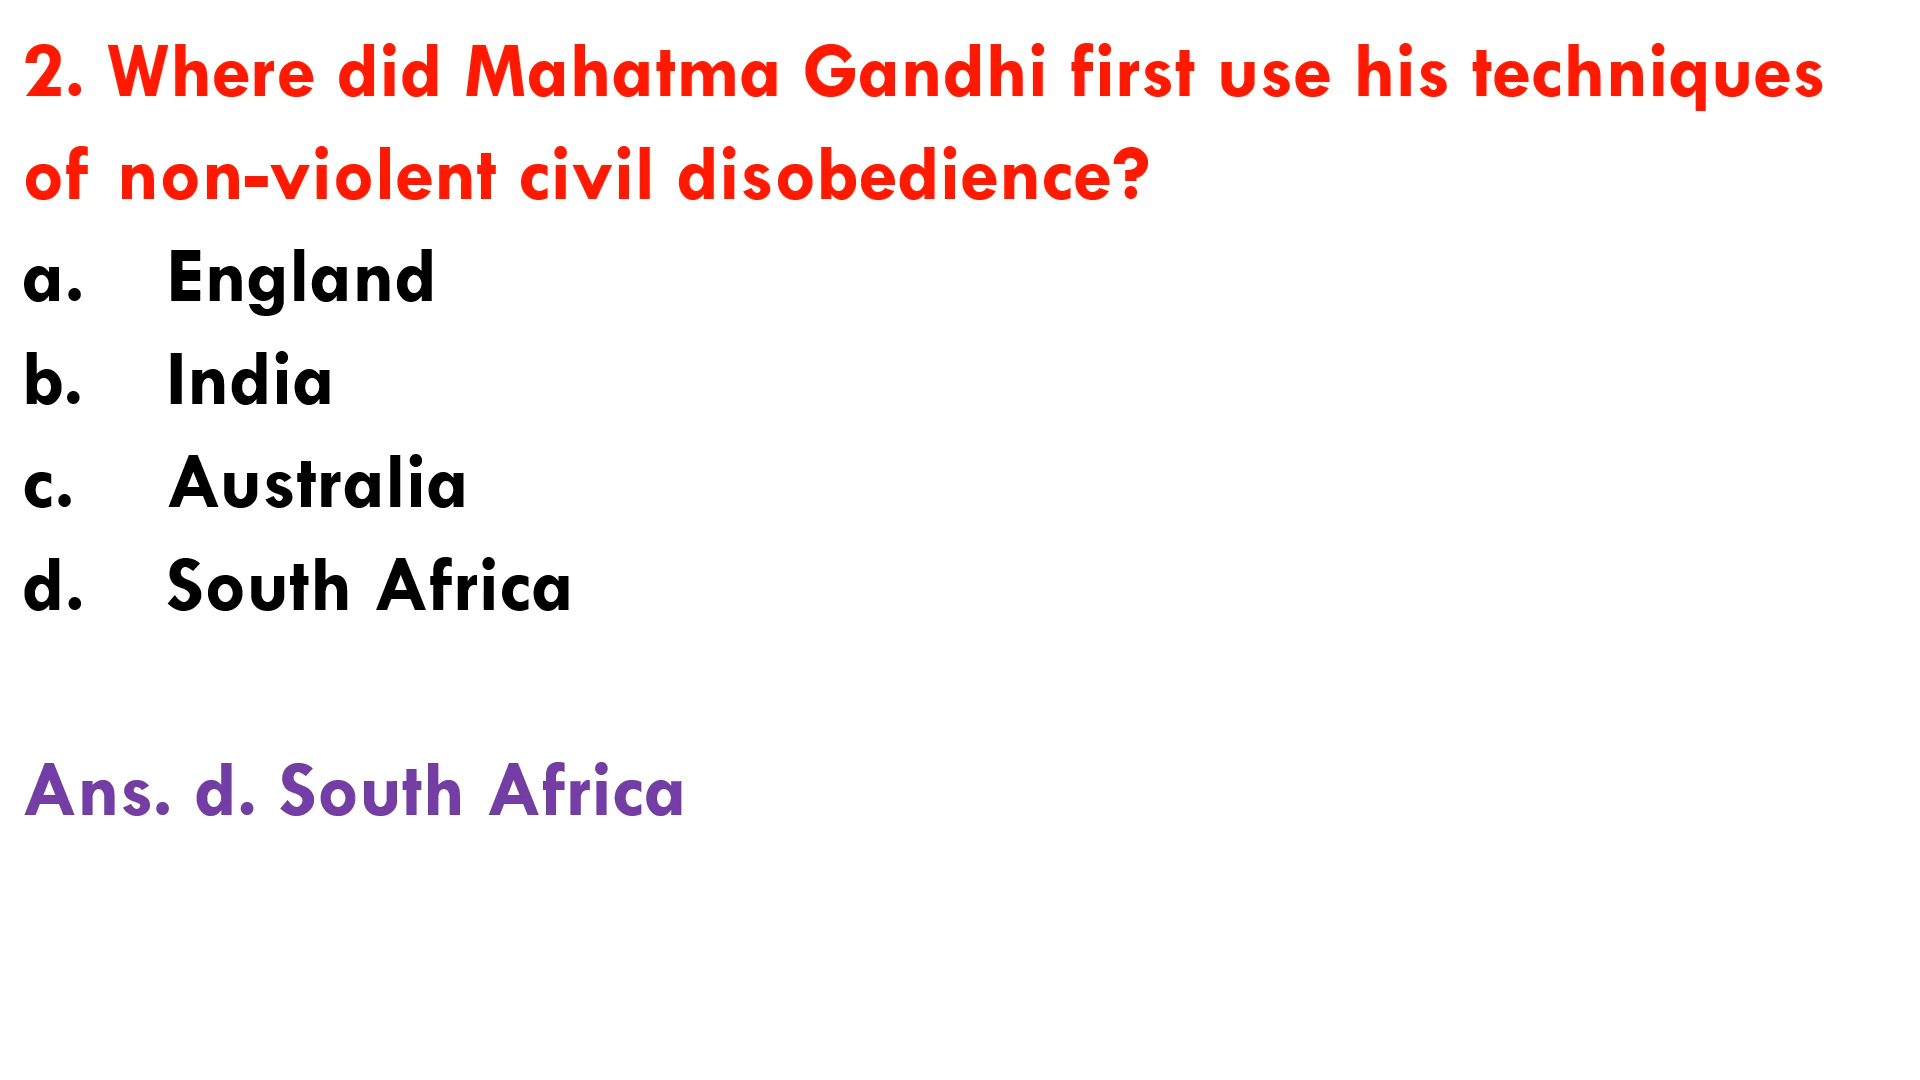 2. Where did Mahatma Gandhi first use his techniques
of non-violent civil disobedience?
a. England
b. India
c. Australia
d. South Africa
Ans. d. South Africa